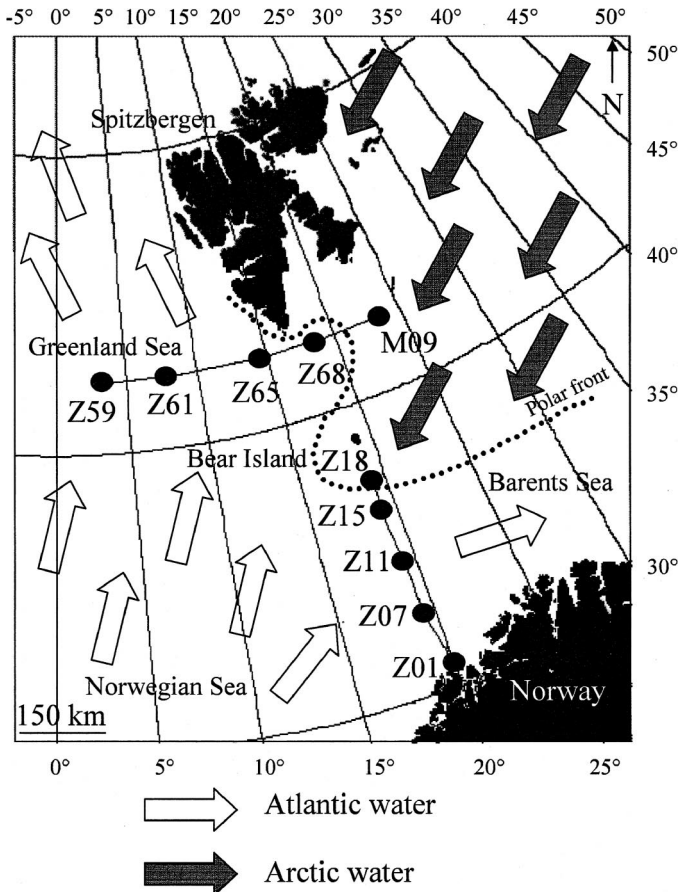 -5° 0° 5° 10° 15° 20° 25° 30° 35° 40° 45° 50°
50°
N
Spitzbergen
45°
40°
Greenland Sea
M09
Z68
Z65
Z61
Z59
35°
Polar front
Bear Island
Z18
Barents Sea
Z15
Z11
30°
Z07
Z01
Norwegian Sea
Norway
150 km
0° 5° 10° 15° 20° 25°
Atlantic water
Arctic water